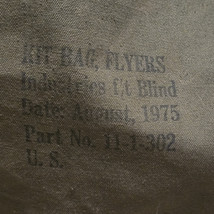 KIT BAG, FLYERS
Industries f/t Blind
Date: August, 1975
Part No. 11-1-302
U. S.